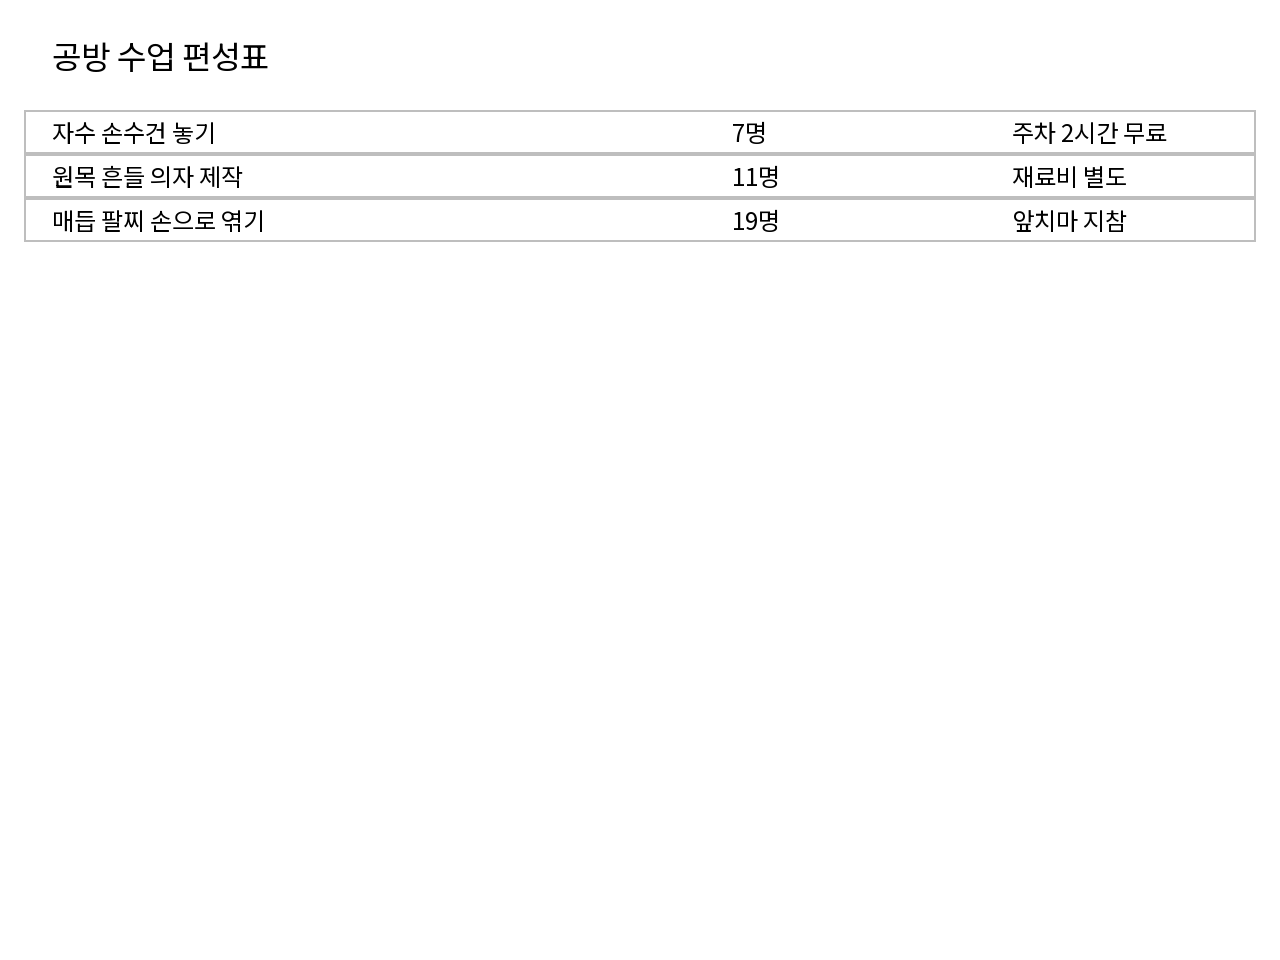 공방 수업 편성표
자수 손수건 놓기 7명 주차 2시간 무료
원목 흔들 의자 제작 11명 재료비 별도
매듭 팔찌 손으로 엮기 19명 앞치마 지참